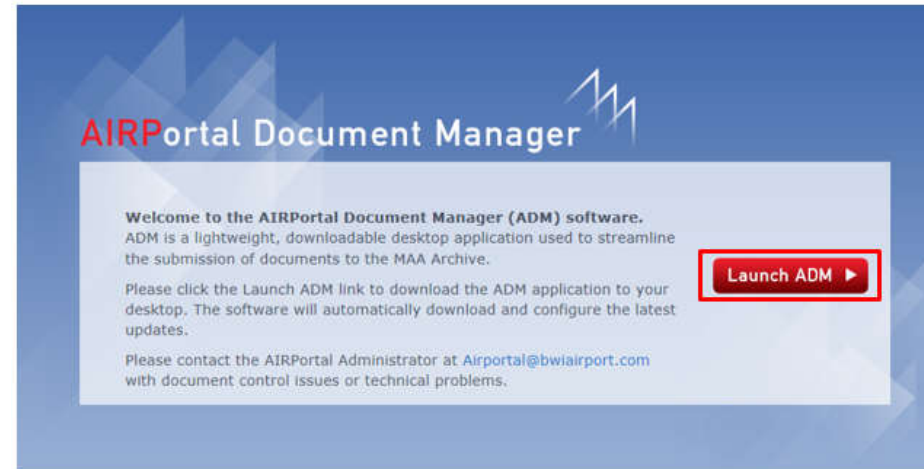 AIRPortal Document Manager
Welcome to the AIRPortal Document Manager (ADM) software.
ADM is a lightweight, downloadable desktop application used to streamline
the submission of documents to the MAA Archive.
Launch ADM
Please click the Launch ADM link to download the ADM application to your
desktop. The software will automatically download and configure the latest
updates.
Please contact the AIRPortal Administrator at Airportal@bwiairport.com
with document control issues or technical problems.